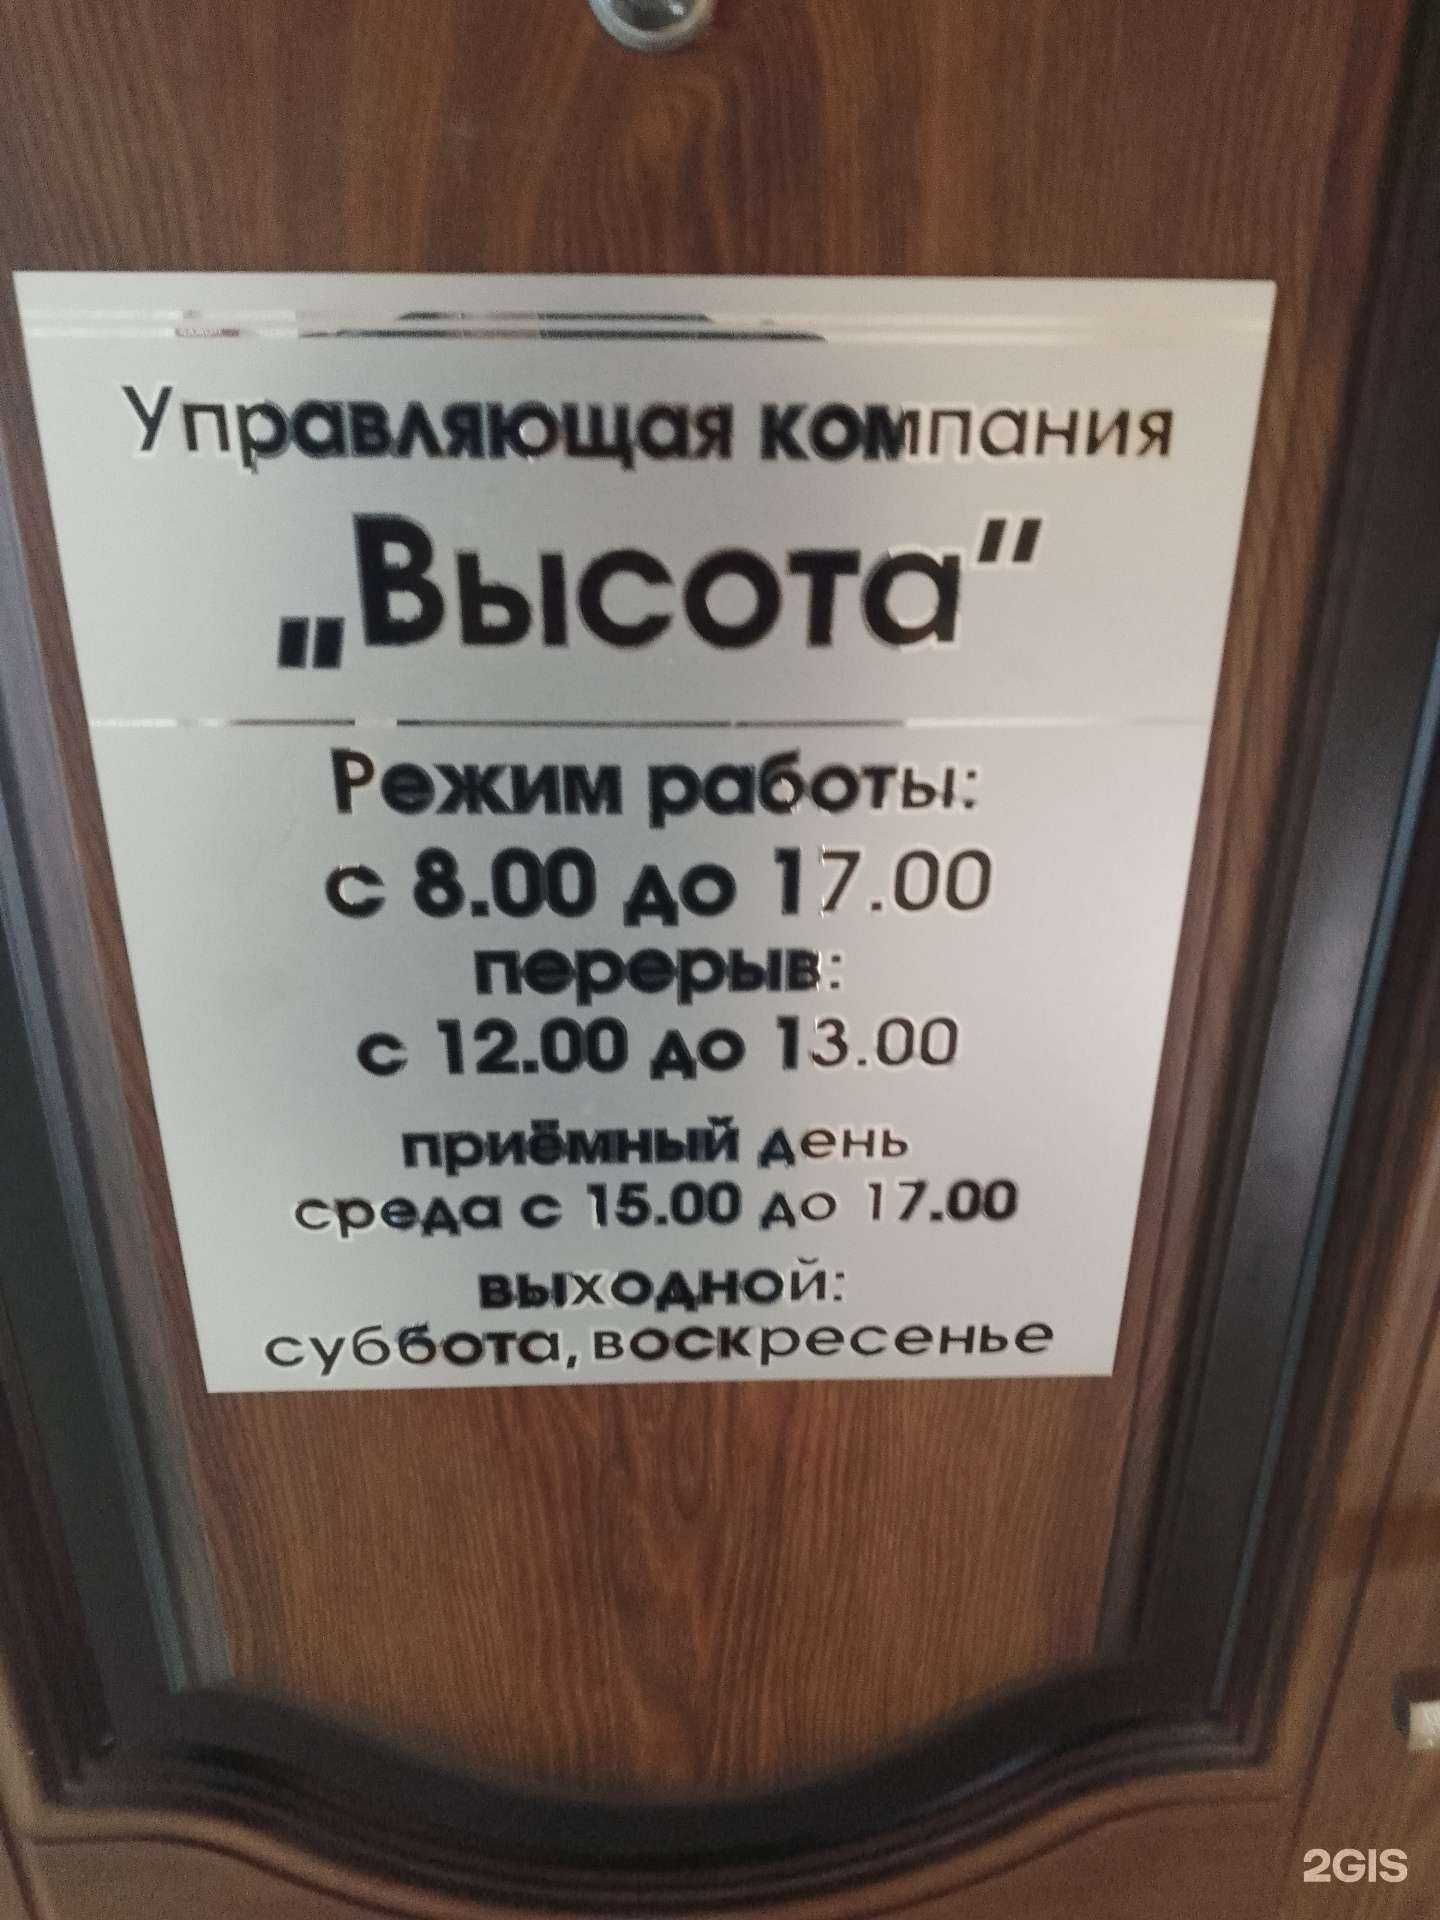 Управляющая компания
„Высота“
Режим работы:
с 8.00 до 17.00
перерыв:
с 12.00 до 13.00
приёмный день
среда с 15.00 до 17.00
выходной:
суббота, воскресенье
2GIS